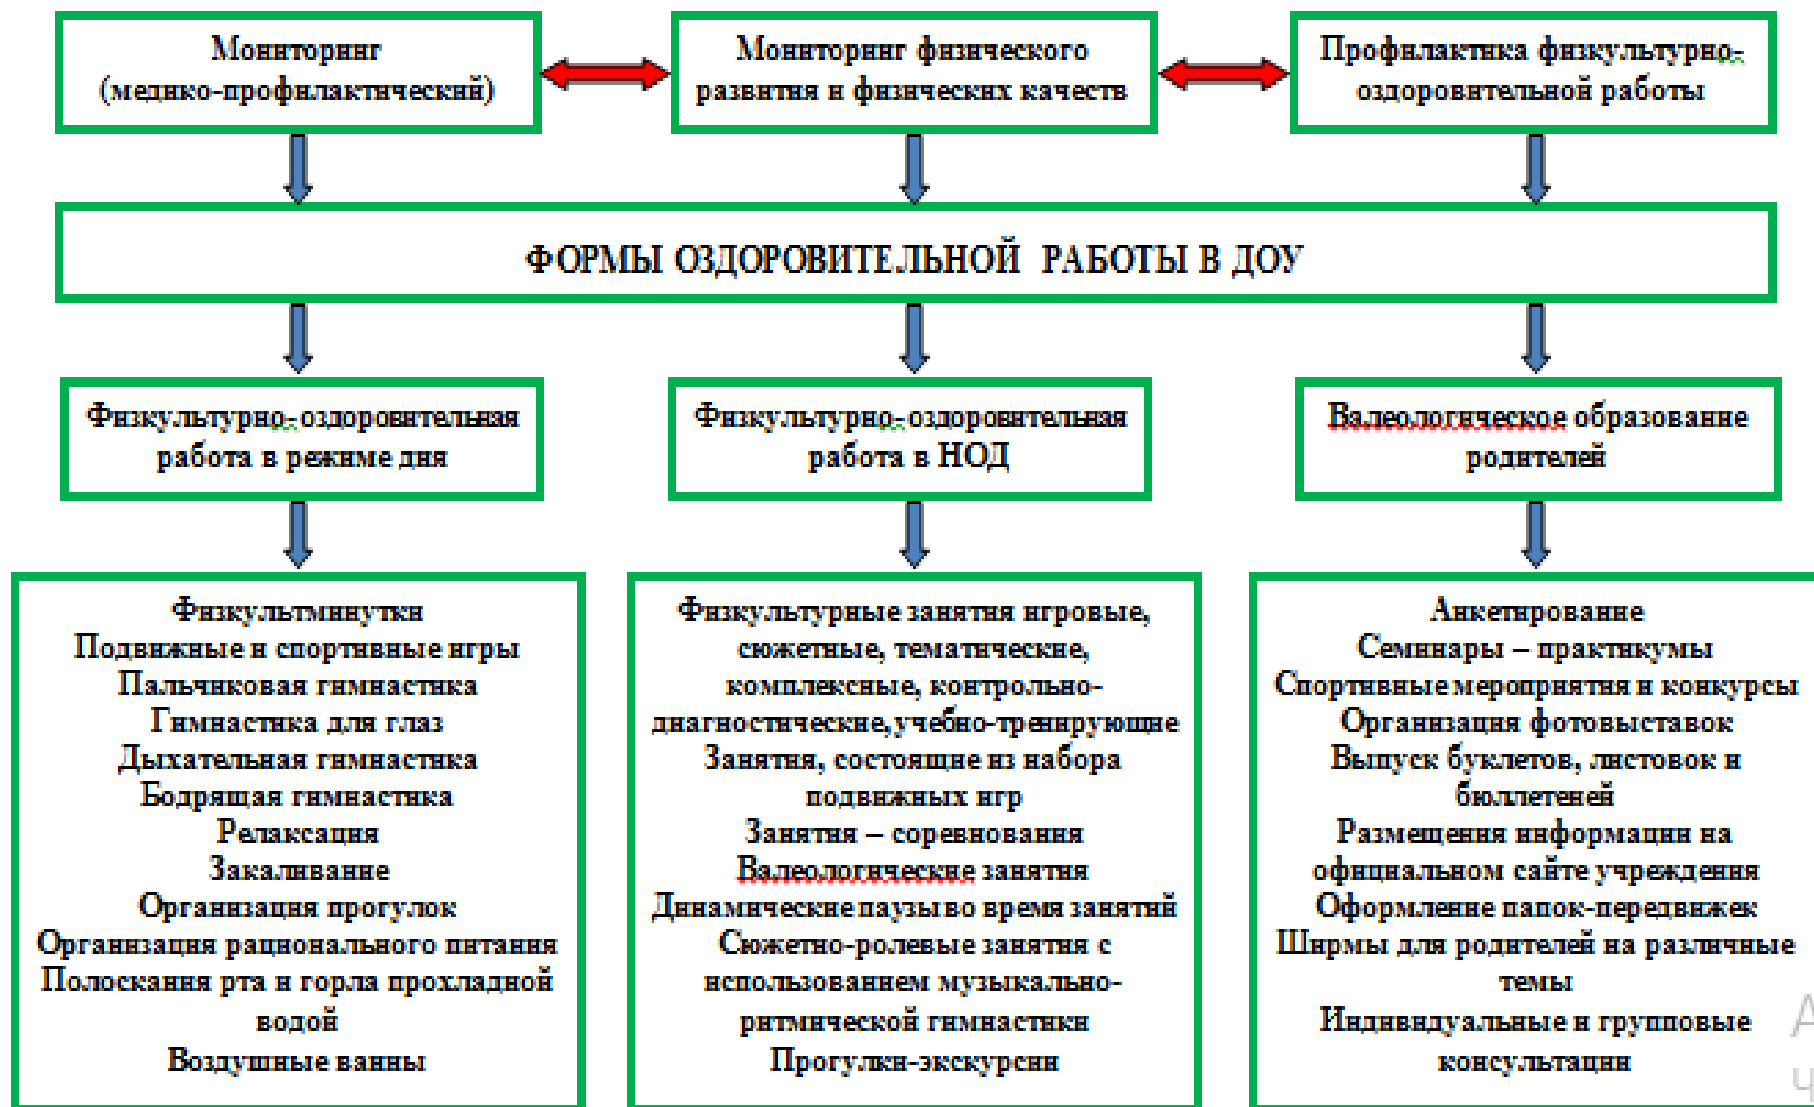 Мониторинг
(медико-профилактический)
Мониторинг физического
развития и физических качеств
Профилактика физкультурно-
оздоровительной работы
ФОРМЫ ОЗДОРОВИТЕЛЬНОЙ РАБОТЫ В ДОУ
Физкультурно- оздоровительная
работа в режиме дня
Физкультурно- оздоровительная
работа в НОД
Валеологическое образование
родителей
Физкультминутки
Подвижные и спортивные игры
Пальчиковая гимнастика
Гимнастика для глаз
Дыхательная гимнастика
Бодрящая гимнастика
Релаксация
Закаливание
Организация прогулок
Организация рационального питания
Полоскания рта и горла прохладной
водой
Воздушные ванны
Физкультурные занятия игровые,
сюжетные, тематические,
комплексные, контрольно-
диагностические, учебно-тренирующие
Занятия, состоящие из набора
подвижных игр
Занятия – соревнования
Валеологические занятия
Динамические паузы во время занятий
Сюжетно-ролевые занятия с
использованием музыкально-
ритмической гимнастики
Прогулки-экскурсии
Анкетирование
Семинары – практикумы
Спортивные мероприятия и конкурсы
Организация фотовыставок
Выпуск буклетов, листовок и
бюллетеней
Размещения информации на
официальном сайте учреждения
Оформление папок-передвижек
Ширмы для родителей на различные
темы
Индивидуальные и групповые
консультации